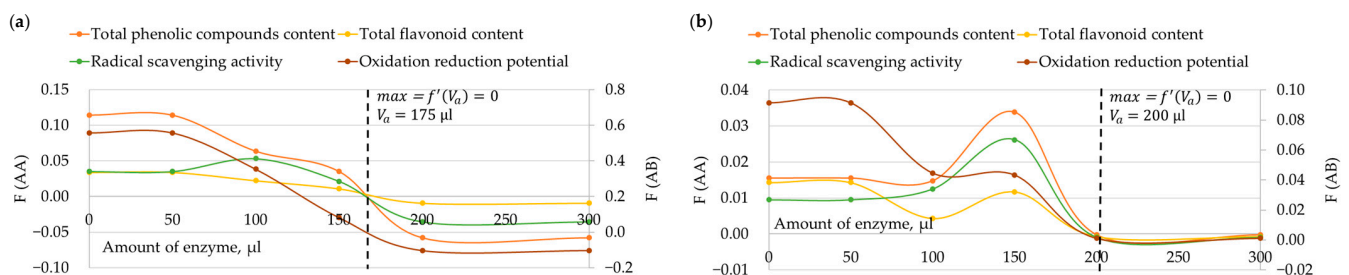 (a)
Total phenolic compounds content
Total flavonoid content
Radical scavenging activity
Oxidation reduction potential
0.15
0.10
0.05
0.00
−0.05
−0.10
F (AA)
0.8
0.6
0.4
0.2
0.0
−0.2
F (AB)
max = f′(Vₐ) = 0
Vₐ = 175 µl
0 50 100 150 200 250 300
Amount of enzyme, µl
(b)
Total phenolic compounds content
Total flavonoid content
Radical scavenging activity
Oxidation reduction potential
0.04
0.03
0.02
0.01
0.00
−0.01
F (AA)
0.10
0.08
0.06
0.04
0.02
0.00
−0.02
F (AB)
max = f′(Vₐ) = 0
Vₐ = 200 µl
Amount of enzyme, µl
0 50 100 150 200 250 300